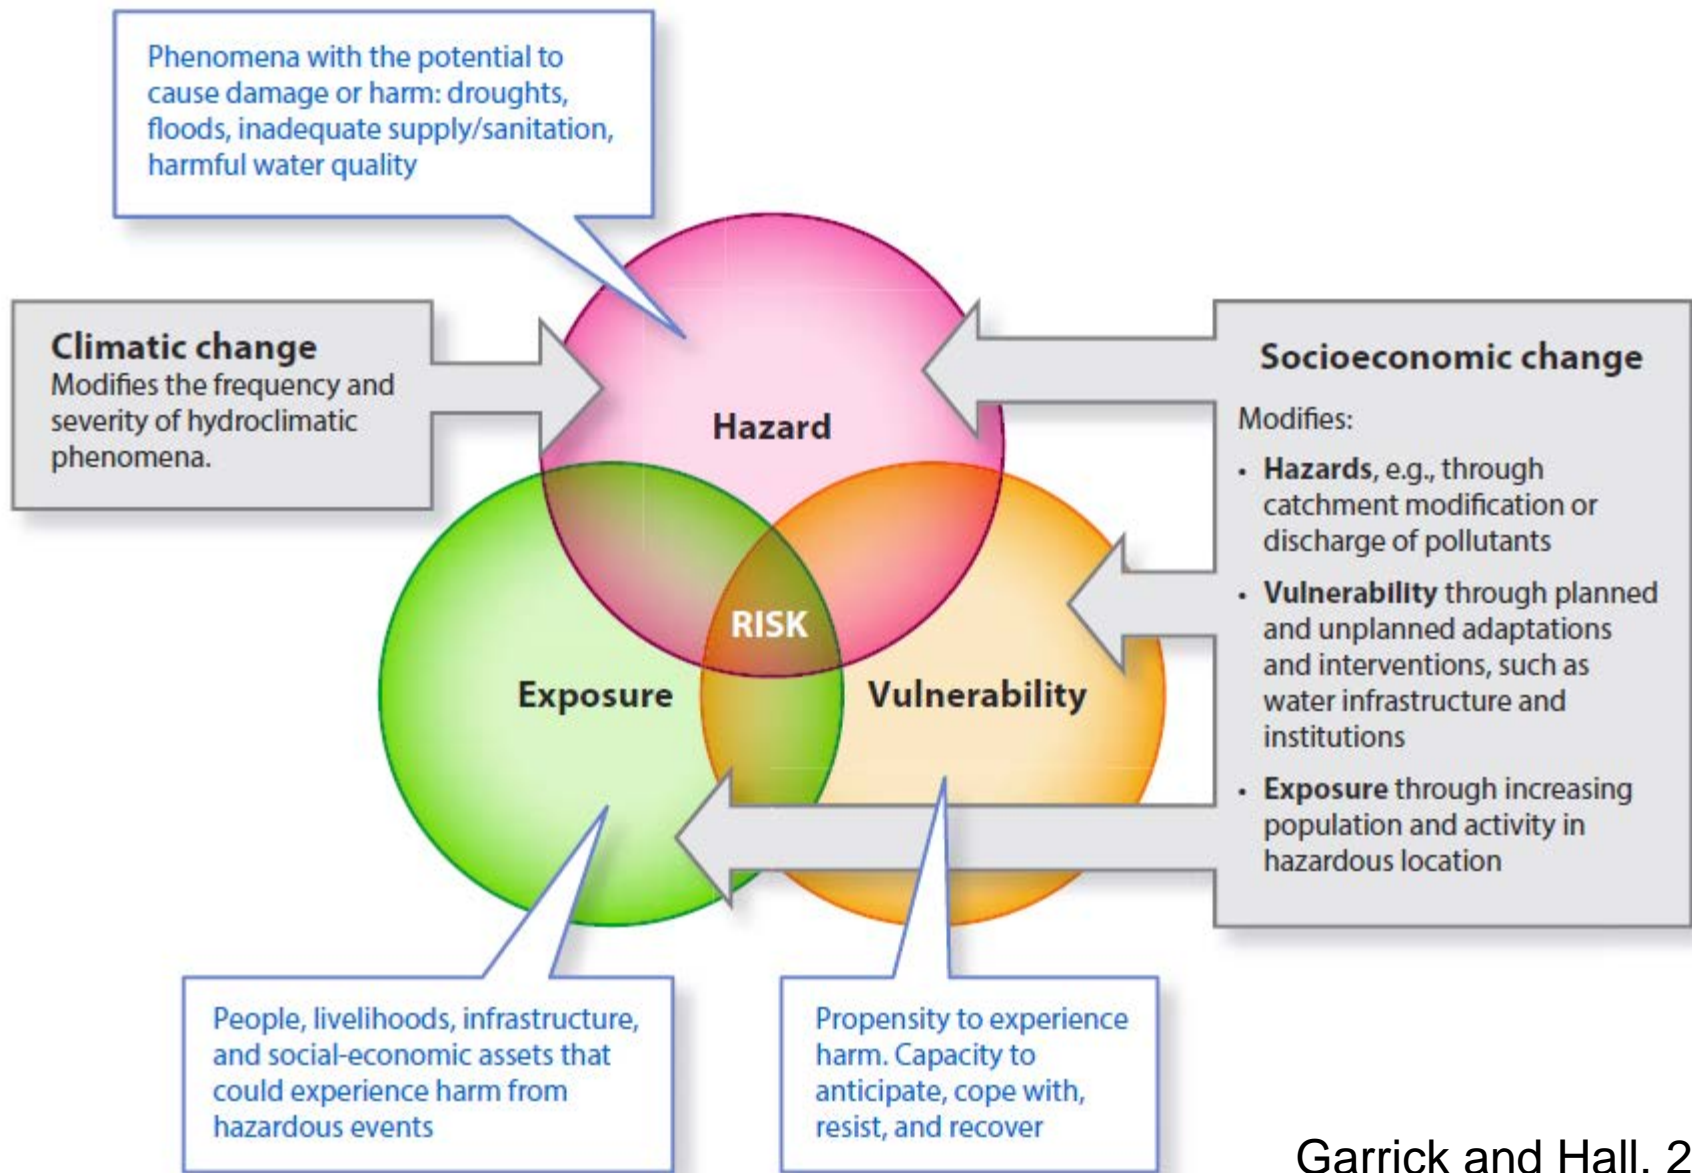 Phenomena with the potential to
cause damage or harm: droughts,
floods, inadequate supply/sanitation,
harmful water quality
Climatic change
Modifies the frequency and
severity of hydroclimatic
phenomena.
Hazard
RISK
Exposure
Vulnerability
Socioeconomic change
Modifies:
• Hazards, e.g., through
catchment modification or
discharge of pollutants
• Vulnerability through planned
and unplanned adaptations
and interventions, such as
water infrastructure and
institutions
• Exposure through increasing
population and activity in
hazardous location
People, livelihoods, infrastructure,
and social-economic assets that
could experience harm from
hazardous events
Propensity to experience
harm. Capacity to
anticipate, cope with,
resist, and recover
Garrick and Hall, 2